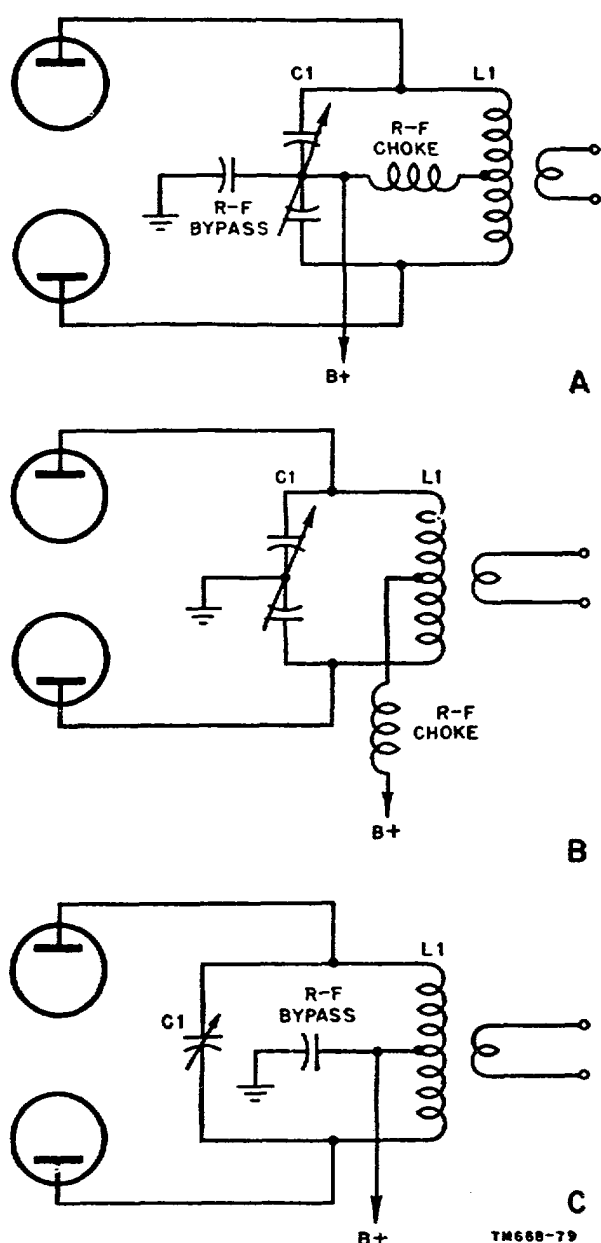 C1
L1
R-F
CHOKE
R-F
BYPASS
B+
A
C1
L1
R-F
CHOKE
B+
B
L1
R-F
BYPASS
C1
B+
C
TM668-79